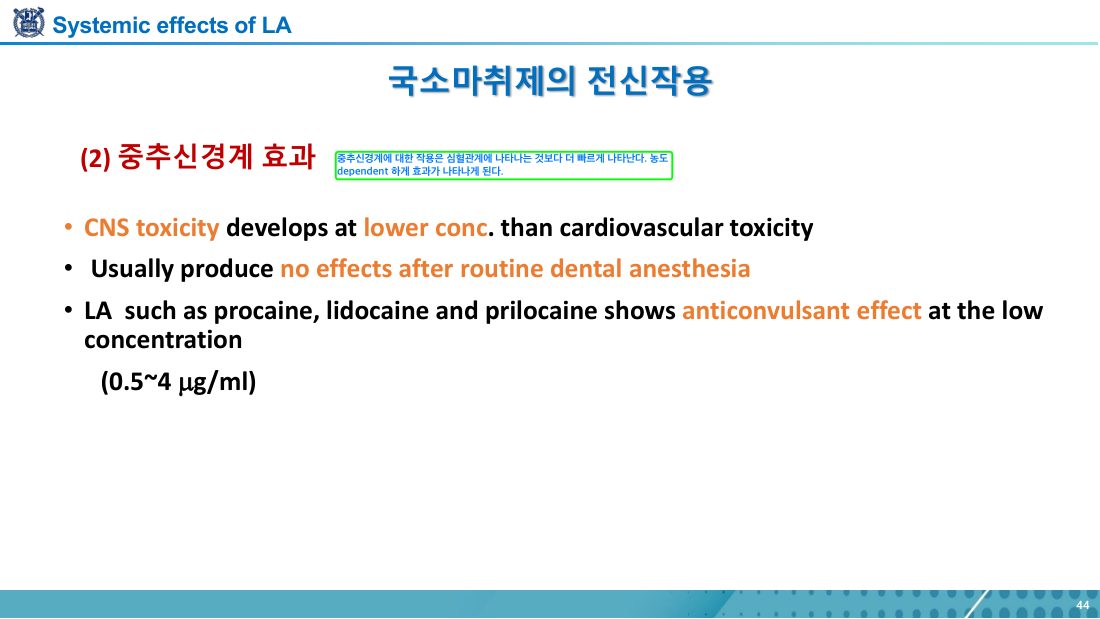 Systemic effects of LA
국소마취제의 전신작용
(2) 중추신경계 효과
중추신경계에 대한 작용은 심혈관계에 나타나는 것보다 더 빠르게 나타난다. 농도
dependent 하게 효과가 나타나게 된다.
• CNS toxicity develops at lower conc. than cardiovascular toxicity
• Usually produce no effects after routine dental anesthesia
• LA such as procaine, lidocaine and prilocaine shows anticonvulsant effect at the low
concentration
(0.5~4 μg/ml)
44